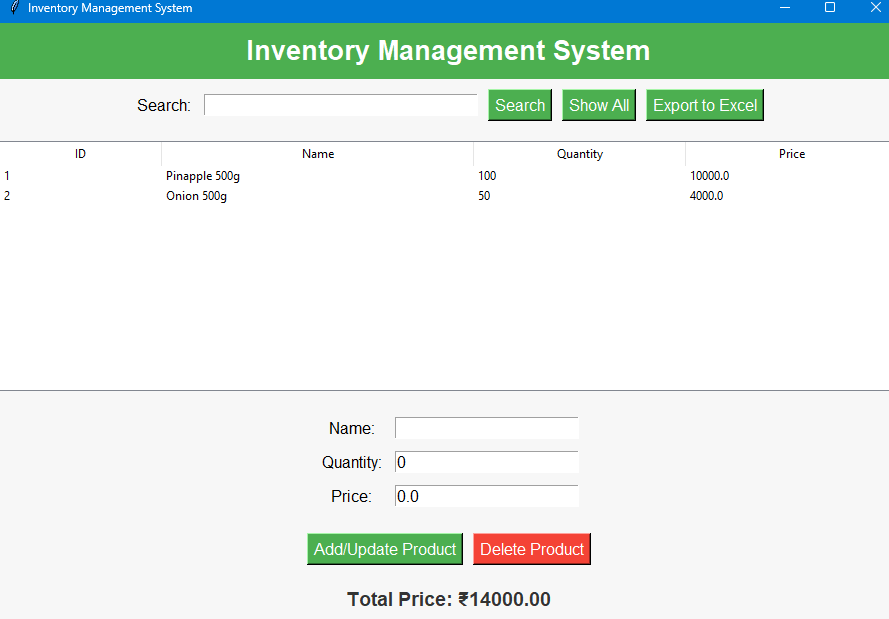 Inventory Management System
Inventory Management System
Search: Search Show All Export to Excel
ID Name Quantity Price
1 Pinapple 500g 100 10000.0
2 Onion 500g 50 4000.0
Name:
Quantity: 0
Price: 0.0
Add/Update Product Delete Product
Total Price: ₹14000.00